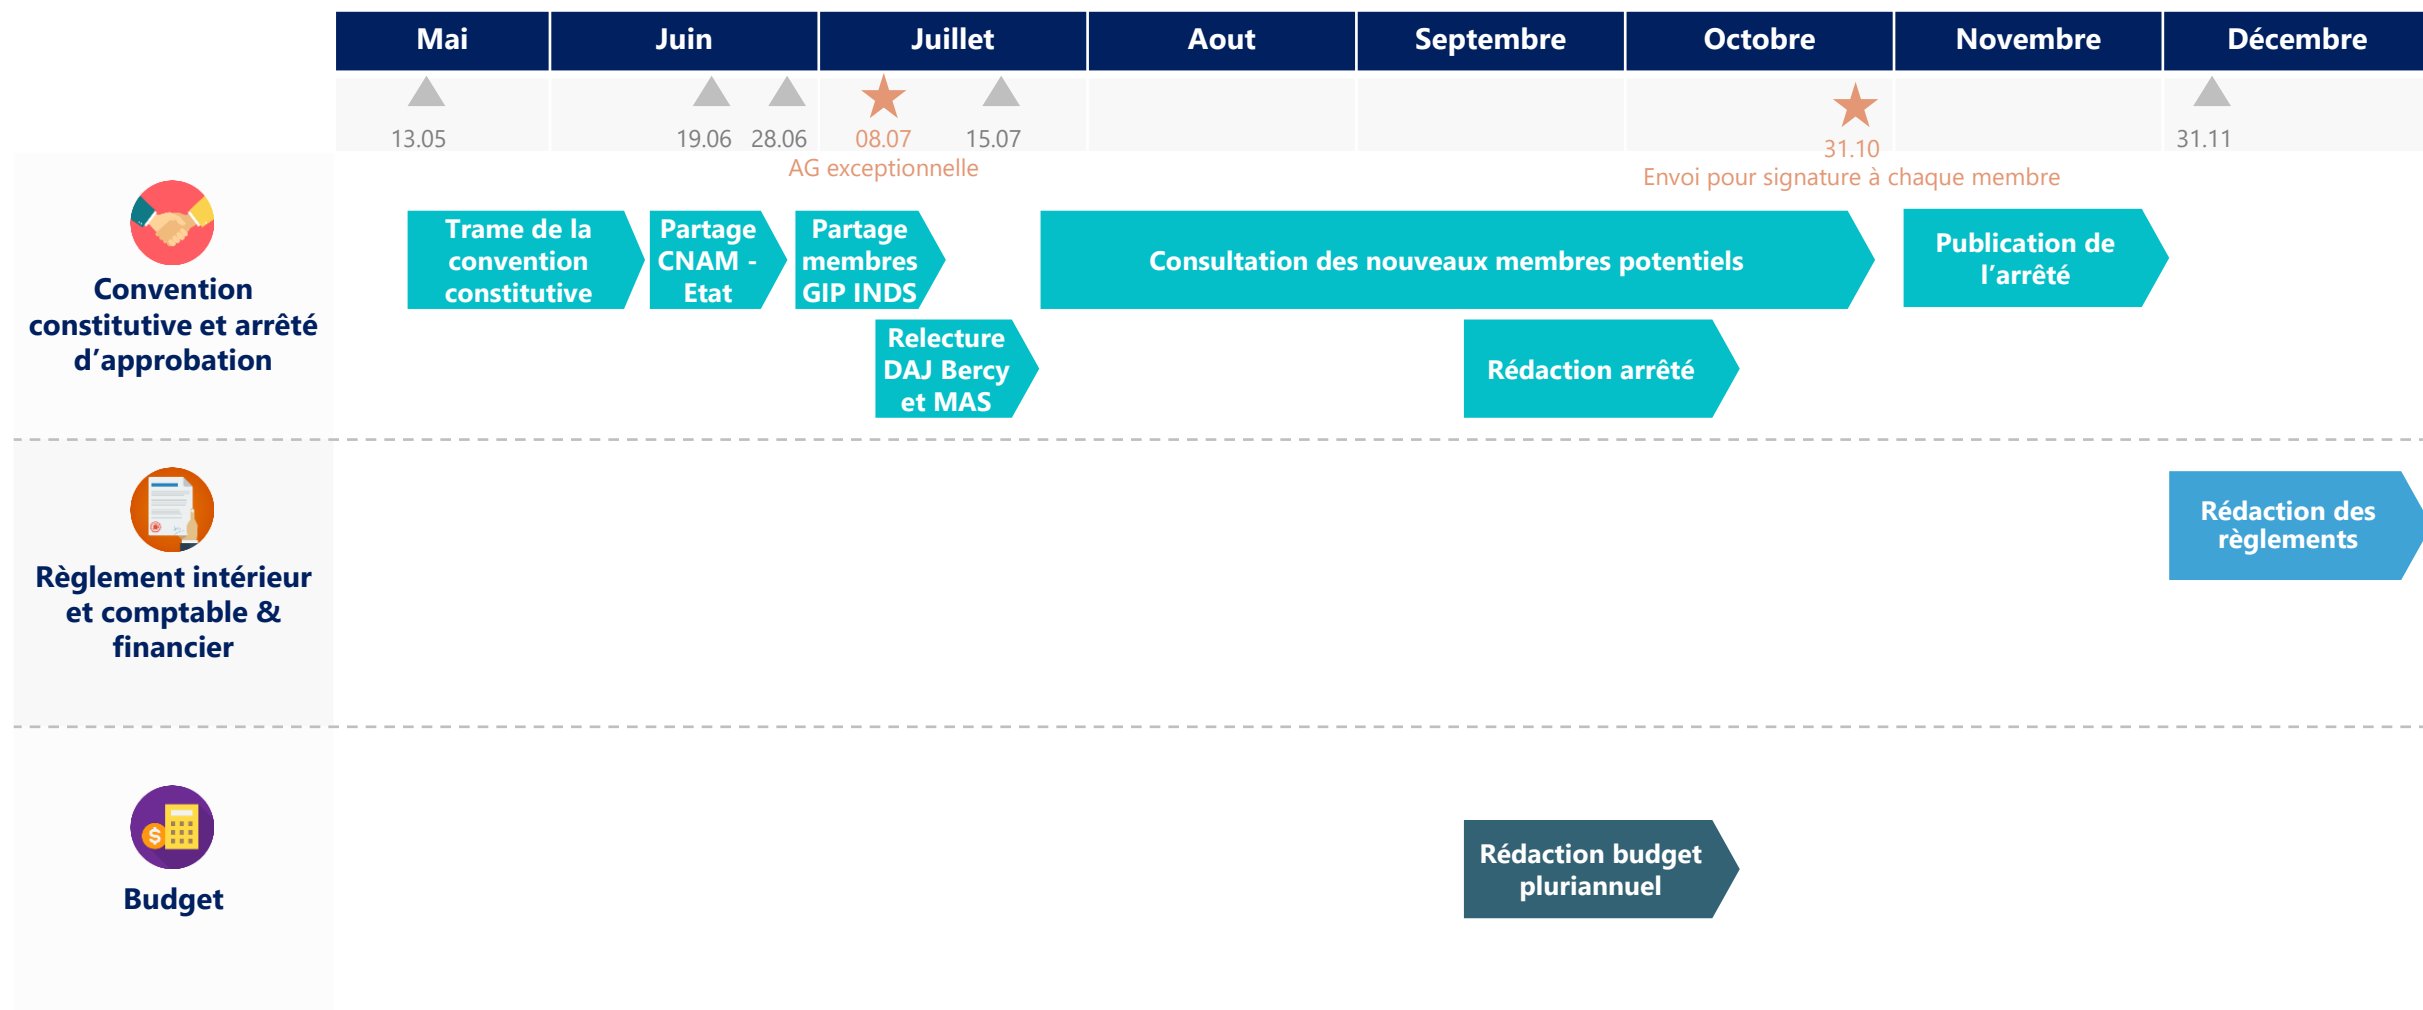 Mai
Juin
Juillet
Aout
Septembre
Octobre
Novembre
Décembre
13.05
19.06
28.06
08.07
15.07
31.10
31.11
AG exceptionnelle
Envoi pour signature à chaque membre
Convention
constitutive et arrêté
d’approbation
Trame de la
convention
constitutive
Partage
CNAM -
Etat
Partage
membres
GIP INDS
Consultation des nouveaux membres potentiels
Publication de
l’arrêté
Relecture
DAJ Bercy
et MAS
Rédaction arrêté
Règlement intérieur
et comptable &
financier
Rédaction des
règlements
$
Budget
Rédaction budget
pluriannuel